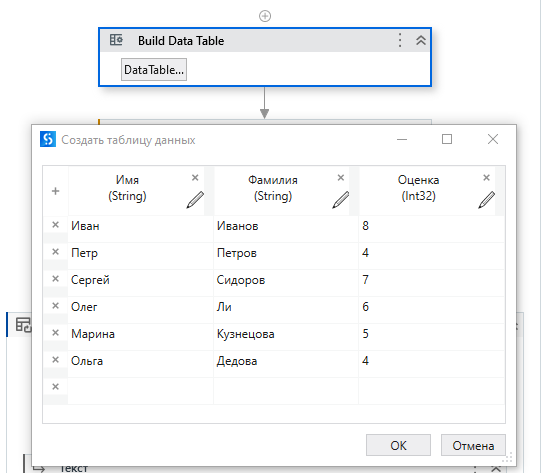 Build Data Table
DataTable...
Создать таблицу данных
Имя
(String)
Фамилия
(String)
Оценка
(Int32)
Иван Иванов 8
Петр Петров 4
Сергей Сидоров 7
Олег Ли 6
Марина Кузнецова 5
Ольга Дедова 4
OK Отмена
Текст